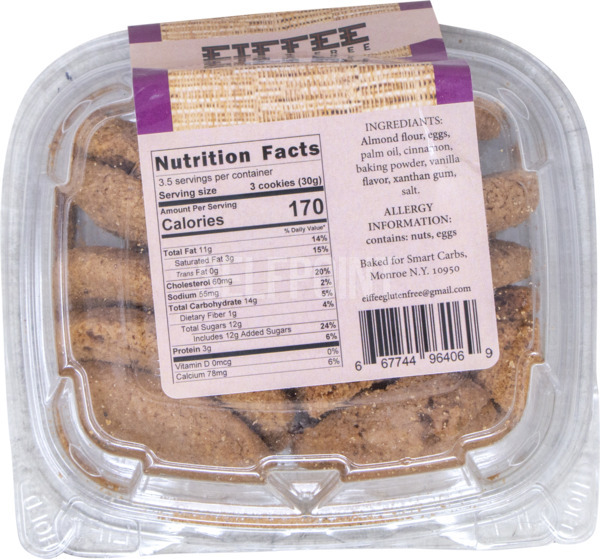 EIFFEE
FREE
Nutrition Facts
3.5 servings per container
Serving size 3 cookies (30g)
Amount Per Serving
Calories 170
% Daily Value*
Total Fat 11g 14%
Saturated Fat 3g 15%
Trans Fat 0g
Cholesterol 60mg 20%
Sodium 55mg 2%
Total Carbohydrate 14g 5%
Dietary Fiber 1g 4%
Total Sugars 12g
Includes 12g Added Sugars 24%
Protein 3g 6%
Vitamin D 0mcg 0%
Calcium 78mg 6%
INGREDIANTS:
Almond flour, eggs,
palm oil, cinnamon,
baking powder, vanilla
flavor, xanthan gum,
salt.
ALLERGY
INFORMATION:
contains: nuts, eggs
Baked for Smart Carbs,
Monroe N.Y. 10950
eiffeeglutenfree@gmail.com
6 67744 96406 9
HOLD